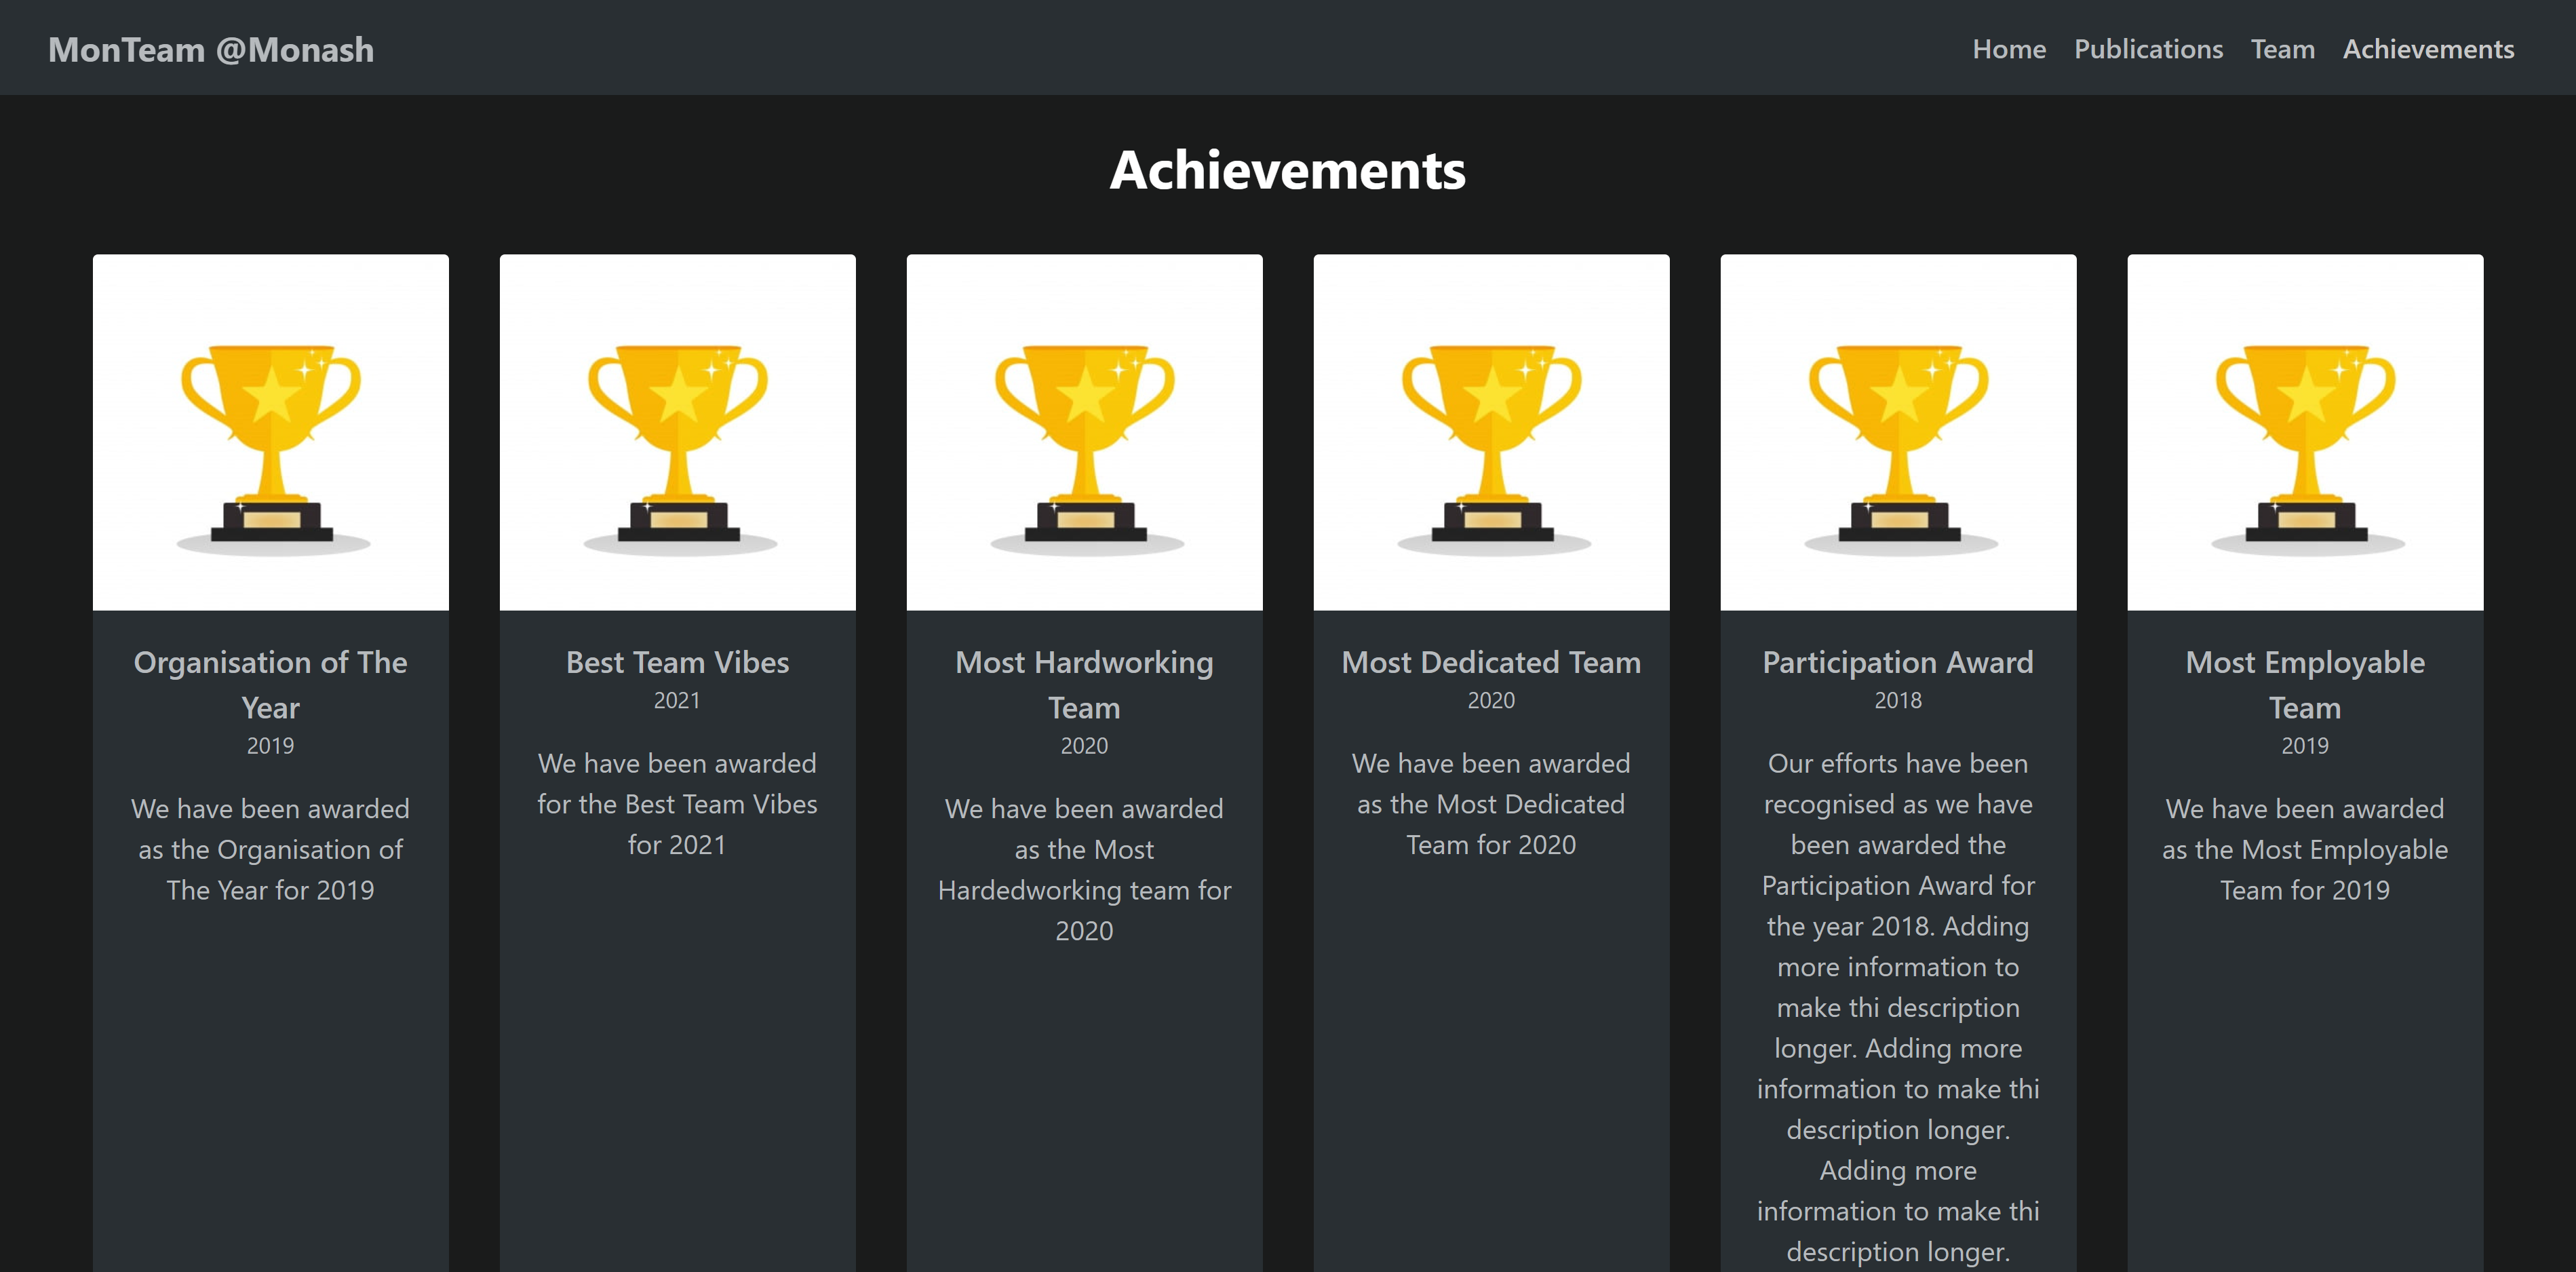 MonTeam @Monash
Home
Publications
Team
Achievements
Achievements
Organisation of The
Year
2019
We have been awarded
as the Organisation of
The Year for 2019
Best Team Vibes
2021
We have been awarded
for the Best Team Vibes
for 2021
Most Hardworking
Team
2020
We have been awarded
as the Most
Hardedworking team for
2020
Most Dedicated Team
2020
We have been awarded
as the Most Dedicated
Team for 2020
Participation Award
2018
Our efforts have been
recognised as we have
been awarded the
Participation Award for
the year 2018. Adding
more information to
make thi description
longer. Adding more
information to make thi
description longer.
Adding more
information to make thi
description longer.
Most Employable
Team
2019
We have been awarded
as the Most Employable
Team for 2019